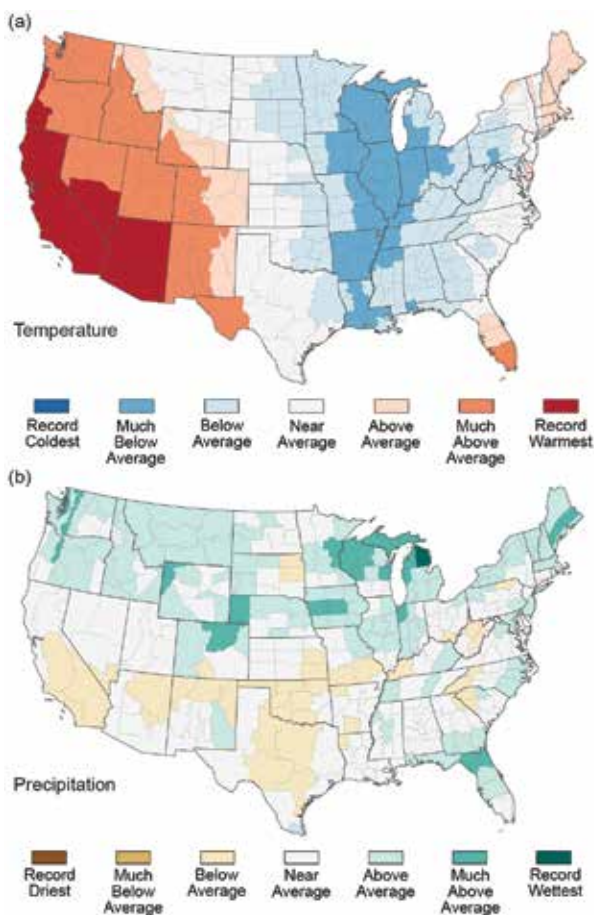 (a)
Temperature
Record Coldest
Much Below Average
Below Average
Near Average
Above Average
Much Above Average
Record Warmest
(b)
Precipitation
Record Driest
Much Below Average
Below Average
Near Average
Above Average
Much Above Average
Record Wettest